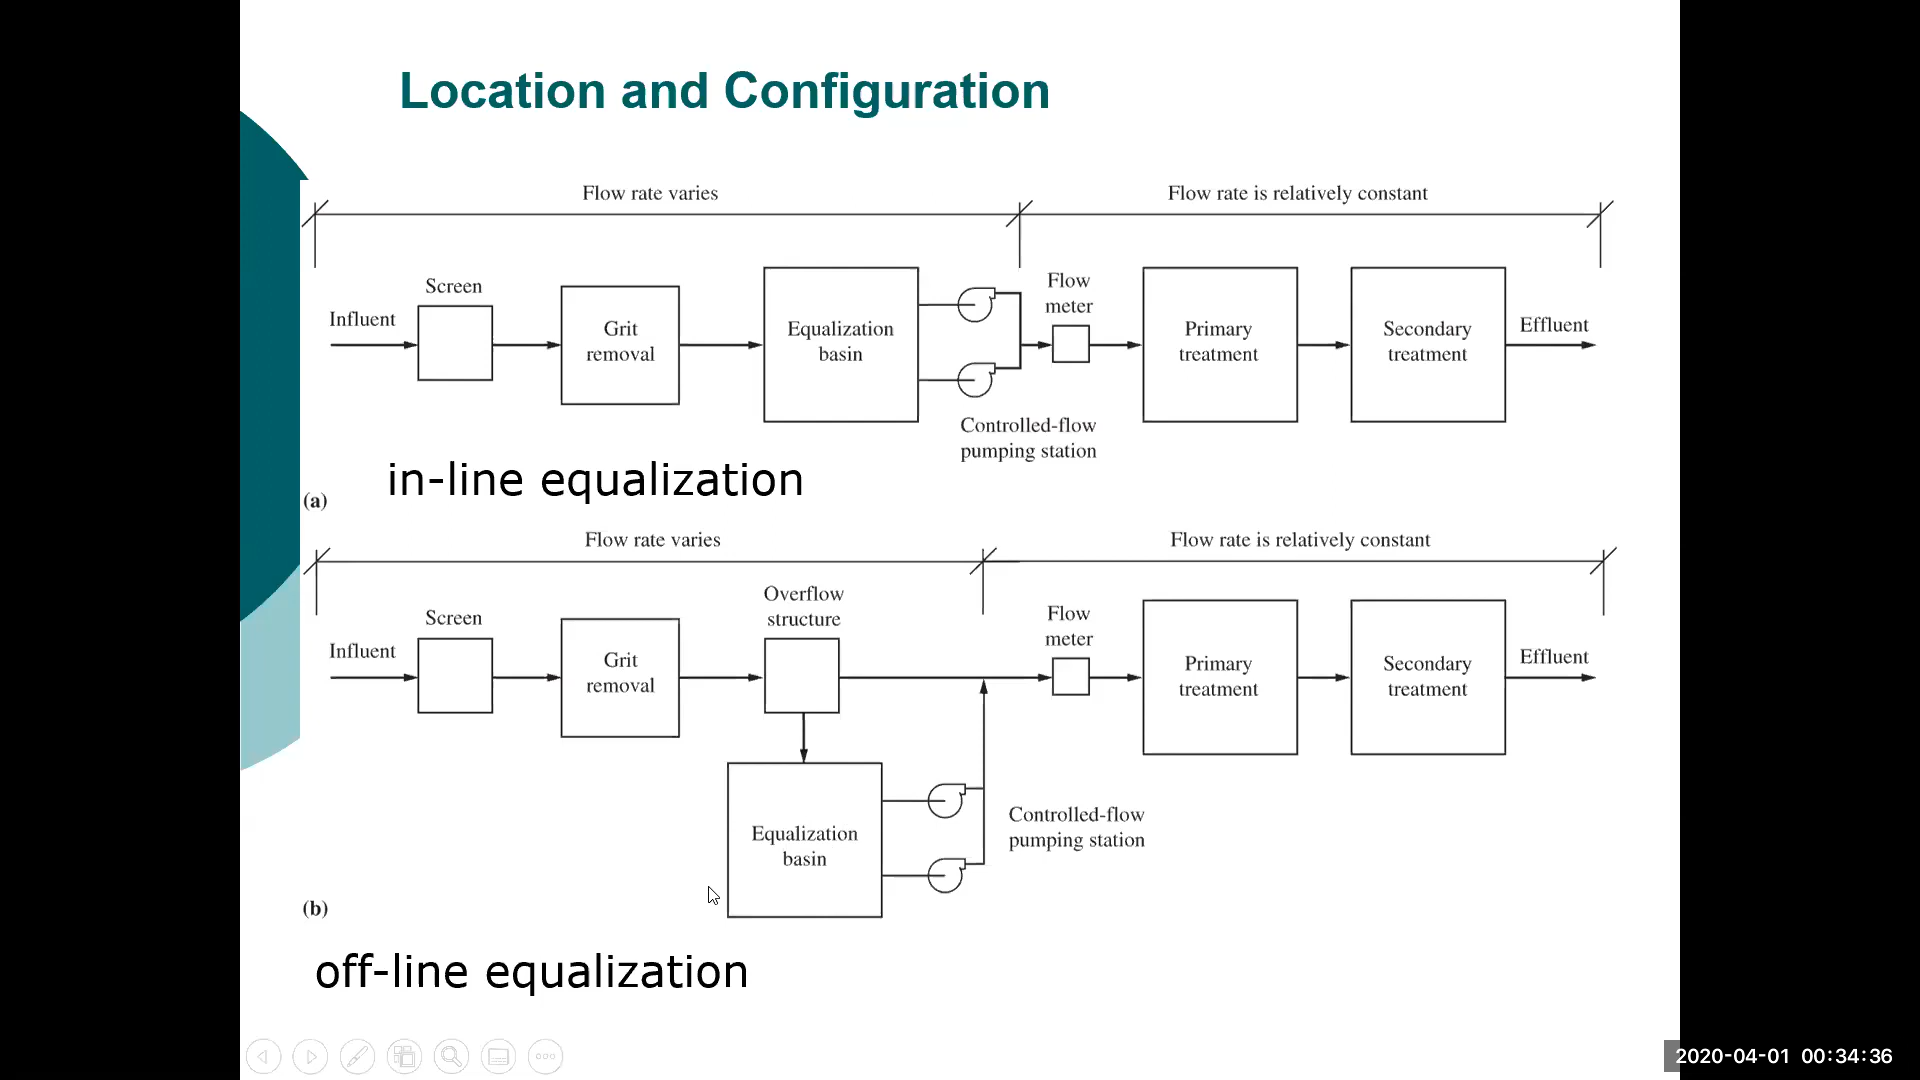 Location and Configuration
Flow rate varies
Flow rate is relatively constant
Influent
Screen
Grit
removal
Equalization
basin
Controlled-flow
pumping station
Flow
meter
Primary
treatment
Secondary
treatment
Effluent
in-line equalization
(a)
Flow rate varies
Flow rate is relatively constant
Influent
Screen
Grit
removal
Overflow
structure
Equalization
basin
Controlled-flow
pumping station
Flow
meter
Primary
treatment
Secondary
treatment
Effluent
(b)
off-line equalization
2020-04-01 00:34:36